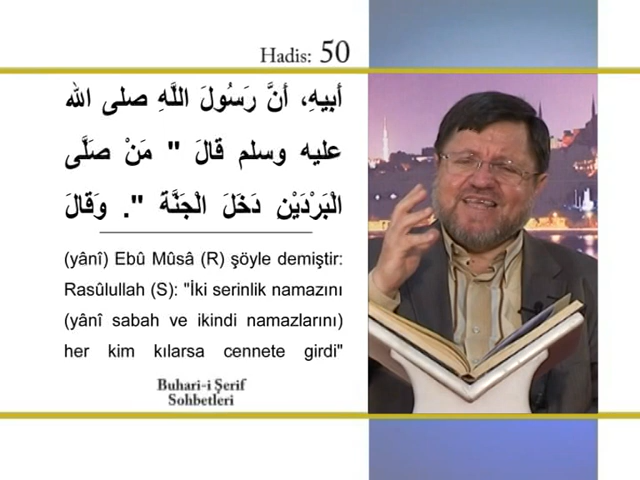 Hadis: 50
أَبِيهِ، أَنَّ رَسُولَ اللَّهِ صلى الله
عليه وسلم قَالَ " مَنْ صَلَّى
الْبَرْدَيْنِ دَخَلَ الْجَنَّةَ ". وَقَالَ
(yânî) Ebû Mûsâ (R) şöyle demiştir:
Rasûlullah (S): "İki serinlik namazını
(yânî sabah ve ikindi namazlarını)
her kim kılarsa cennete girdi"
Buhari-i Şerif
Sohbetleri